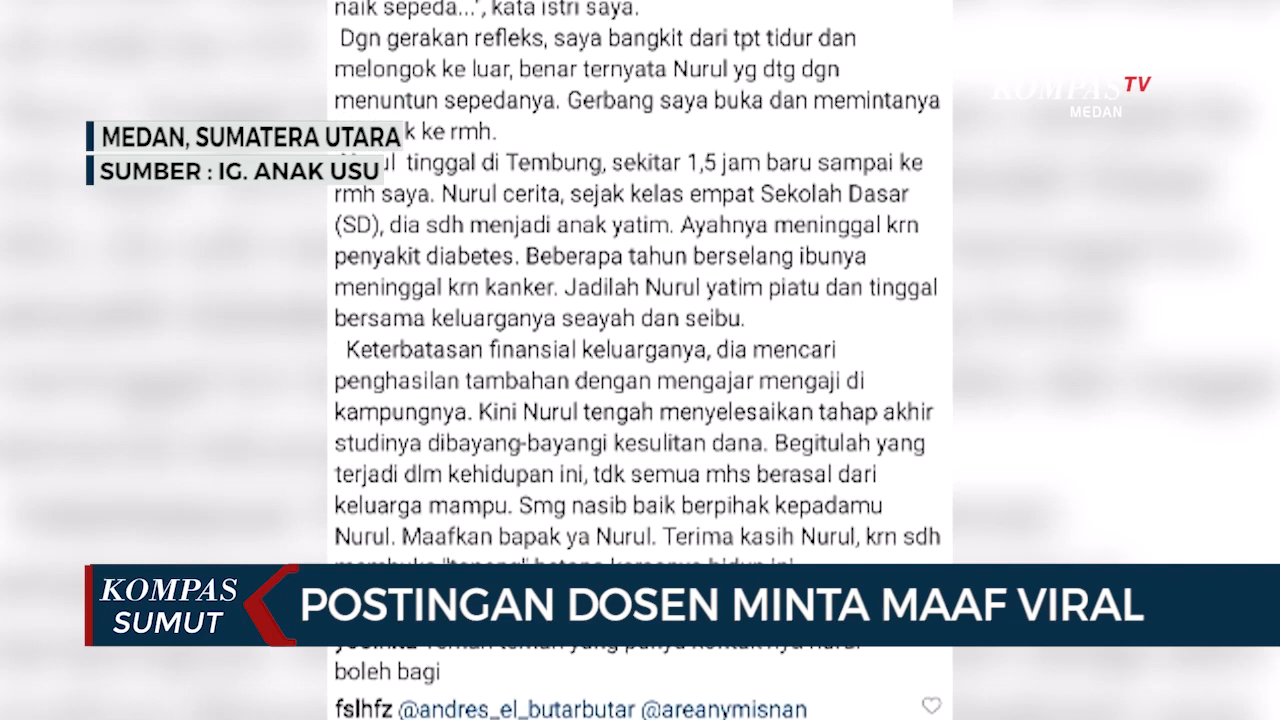 naik sepeda...", kata istri saya.
Dgn gerakan refleks, saya bangkit dari tpt tidur dan
melongok ke luar, benar ternyata Nurul yg dtg dgn
menuntun sepedanya. Gerbang saya buka dan memintanya
k ke rmh.
tinggal di Tembung, sekitar 1,5 jam baru sampai ke
rmh saya. Nurul cerita, sejak kelas empat Sekolah Dasar
(SD), dia sdh menjadi anak yatim. Ayahnya meninggal krn
penyakit diabetes. Beberapa tahun berselang ibunya
meninggal krn kanker. Jadilah Nurul yatim piatu dan tinggal
bersama keluarganya seayah dan seibu.
Keterbatasan finansial keluarganya, dia mencari
penghasilan tambahan dengan mengajar mengaji di
kampungnya. Kini Nurul tengah menyelesaikan tahap akhir
studinya dibayang-bayangi kesulitan dana. Begitulah yang
terjadi dlm kehidupan ini, tdk semua mhs berasal dari
keluarga mampu. Smg nasib baik berpihak kepadamu
Nurul. Maafkan bapak ya Nurul. Terima kasih Nurul, krn sdh
boleh bagi
fslhfz @andres_el_butarbutar @areanymisnan
KOMPAS TV
MEDAN
MEDAN, SUMATERA UTARA
SUMBER : IG. ANAK USU
KOMPAS
SUMUT
POSTINGAN DOSEN MINTA MAAF VIRAL